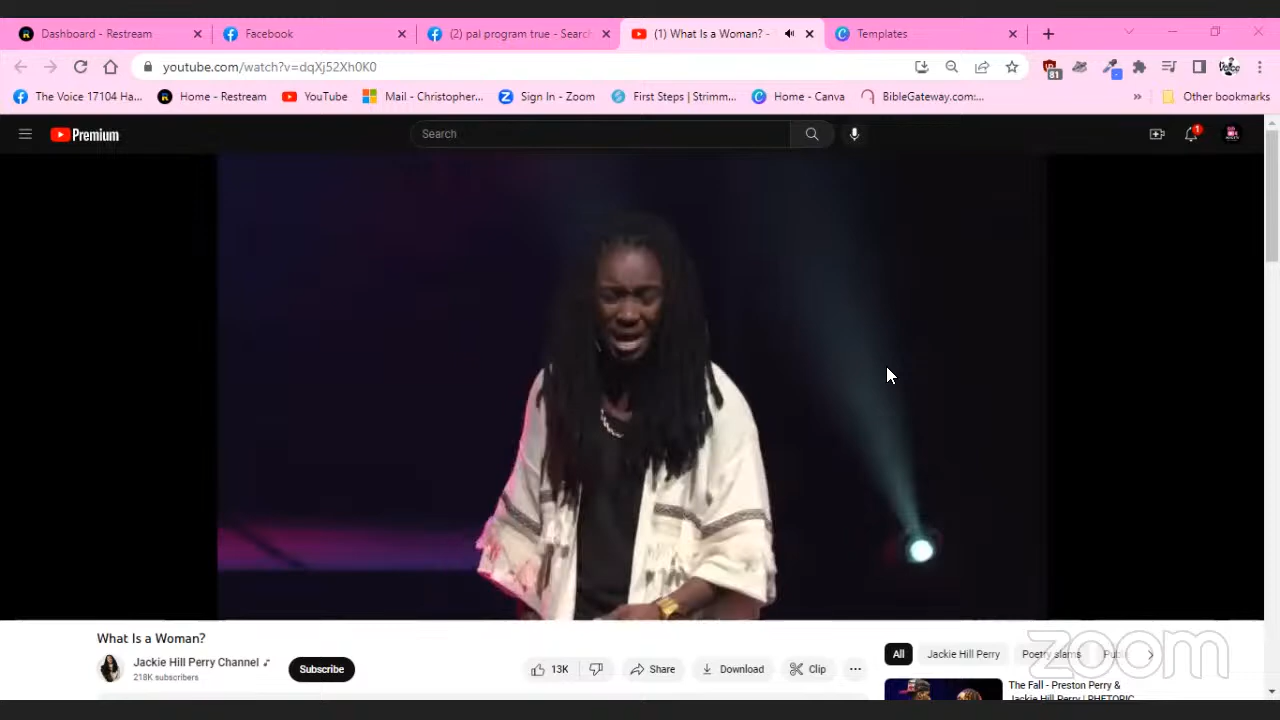 Dashboard - Restream
Facebook
(2) pal program true - Search
(1) What Is a Woman? -
Templates
youtube.com/watch?v=dqXj52Xh0K0
81
The Voice 17104 Ha...
Home - Restream
YouTube
Mail - Christopher...
Sign In - Zoom
First Steps | Strimm...
Home - Canva
BibleGateway.com:...
Other bookmarks
Premium
Search
1
What Is a Woman?
Jackie Hill Perry Channel
218K subscribers
Subscribe
13K
Share
Download
Clip
All
Jackie Hill Perry
Poetry slams
zoom
The Fall - Preston Perry &
Jackie Hill Perry | RHETORIC